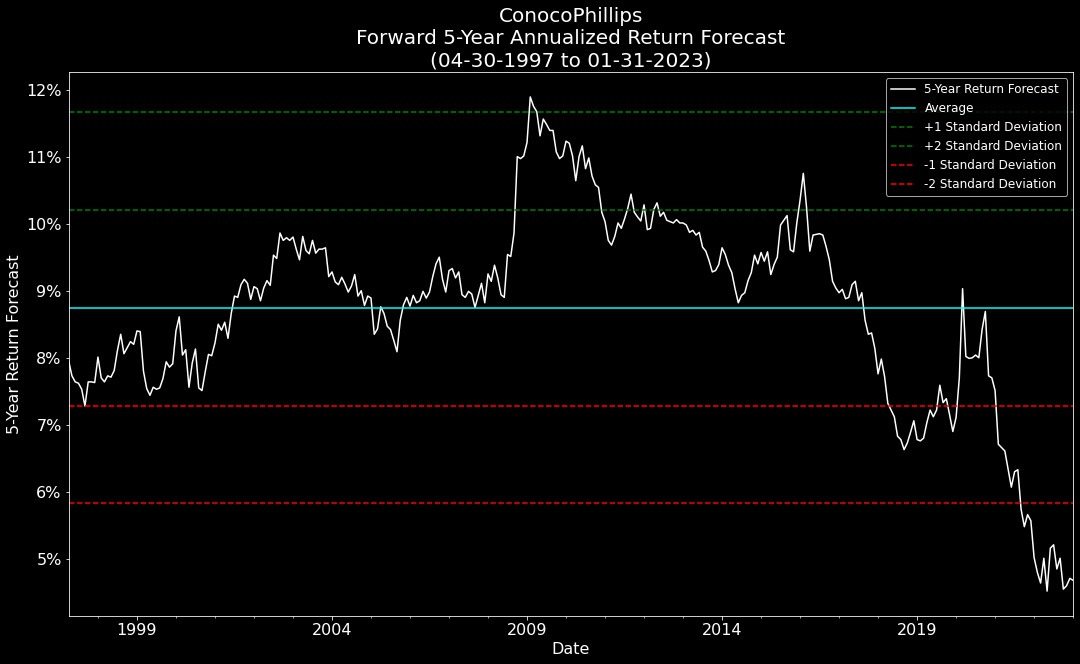 ConocoPhillips
Forward 5-Year Annualized Return Forecast
(04-30-1997 to 01-31-2023)
5-Year Return Forecast
12%
11%
10%
9%
8%
7%
6%
5%
5-Year Return Forecast
Average
+1 Standard Deviation
+2 Standard Deviation
-1 Standard Deviation
-2 Standard Deviation
1999
2004
2009
2014
2019
Date